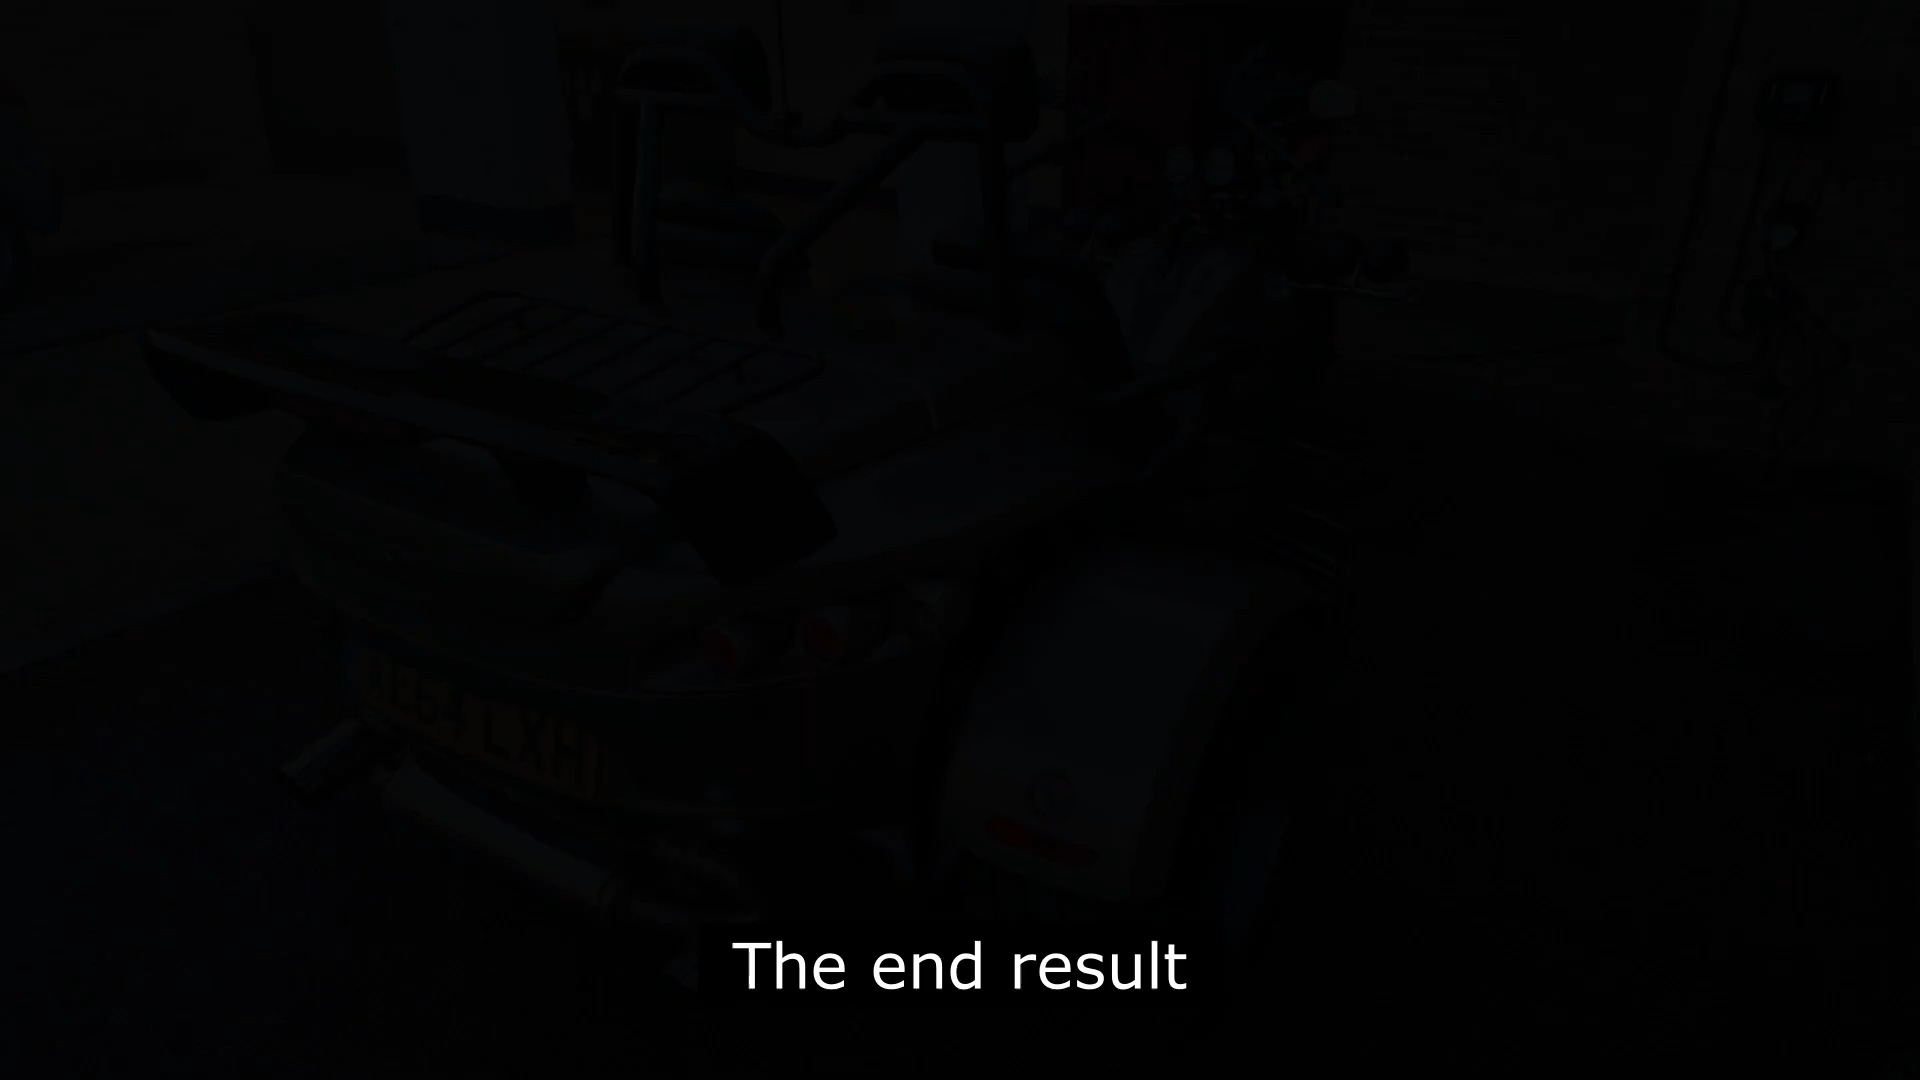 The end result